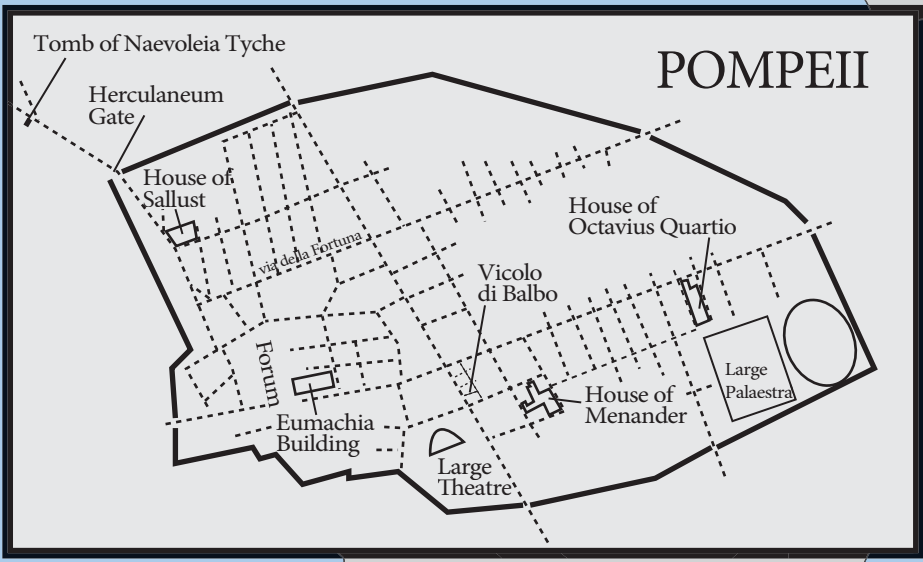 Tomb of Naevoleia Tyche
POMPEII
Herculaneum
Gate
House of
Sallust
House of
Octavius Quartio
via della Fortuna
Vicolo
di Balbo
Forum
Large
Palaestra
House of
Menander
Eumachia
Building
Large
Theatre